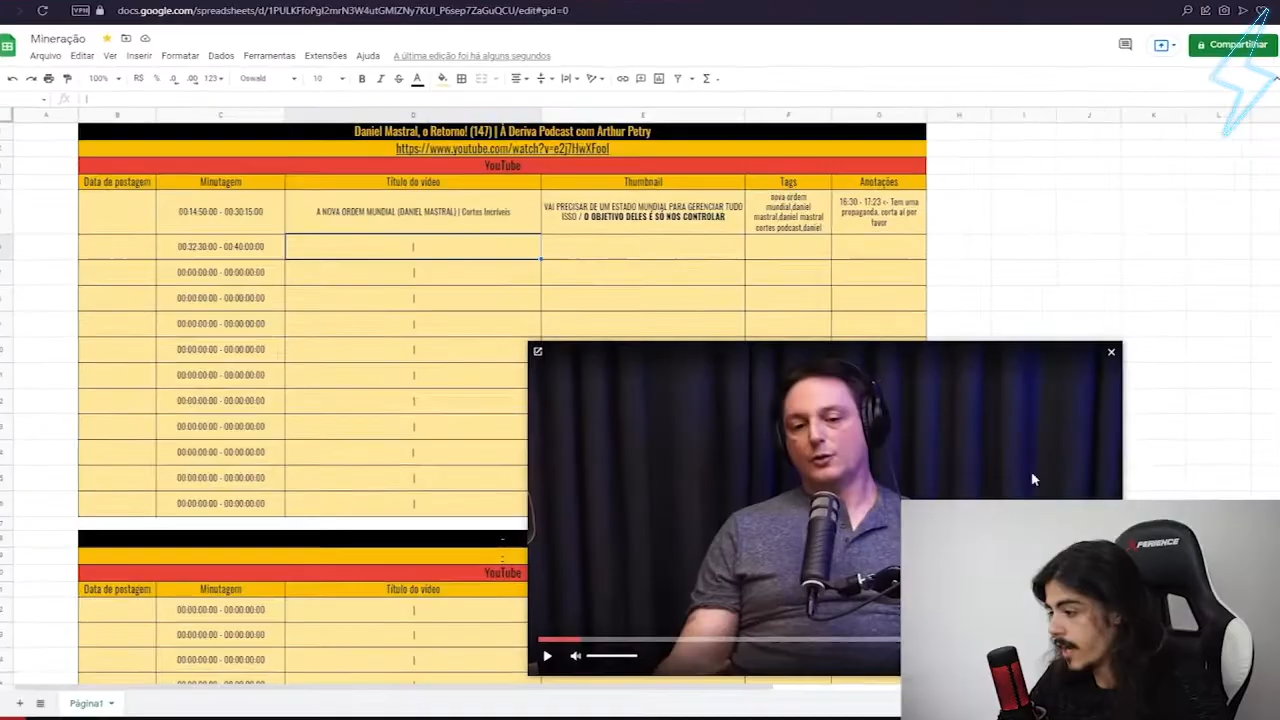 VPN docs.google.com/spreadsheets/d/1PULKFfoPgI2mrN3W4utGMIZNy7KUI_P6sep7ZaGuQCU/edit#gid=0
Mineração
Arquivo Editar Ver Inserir Formatar Dados Ferramentas Extensões Ajuda A última edição foi há alguns segundos
Compartilhar
100% R$ % .0 .00 123 Oswald 10
A B C D E F G H I J K L
Daniel Mastral, o Retorno! (147) | À Deriva Podcast com Arthur Petry
https://www.youtube.com/watch?v=e2j7HwXFooI
YouTube
Data de postagem Minutagem Título do vídeo Thumbnail Tags Anotações
00:14:50:00 - 00:30:15:00 A NOVA ORDEM MUNDIAL (DANIEL MASTRAL) | Cortes Incríveis
VAI PRECISAR DE UM ESTADO MUNDIAL PARA GERENCIAR TUDO
ISSO / O OBJETIVO DELES É SÓ NOS CONTROLAR
nova ordem
mundial,daniel
mastral,daniel mastral
cortes podcast,daniel
16:30 - 17:23 <- Tem uma
propaganda, corta aí por
favor
00:32:30:00 - 00:40:00:00 |
00:00:00:00 - 00:00:00:00 |
00:00:00:00 - 00:00:00:00 |
00:00:00:00 - 00:00:00:00 |
00:00:00:00 - 00:00:00:00 |
00:00:00:00 - 00:00:00:00 |
00:00:00:00 - 00:00:00:00 |
00:00:00:00 - 00:00:00:00 |
00:00:00:00 - 00:00:00:00 |
00:00:00:00 - 00:00:00:00 |
00:00:00:00 - 00:00:00:00 |
-
:
YouTube
Data de postagem Minutagem Título do vídeo
00:00:00:00 - 00:00:00:00 |
00:00:00:00 - 00:00:00:00 |
00:00:00:00 - 00:00:00:00 |
XPERIENCE
Página1